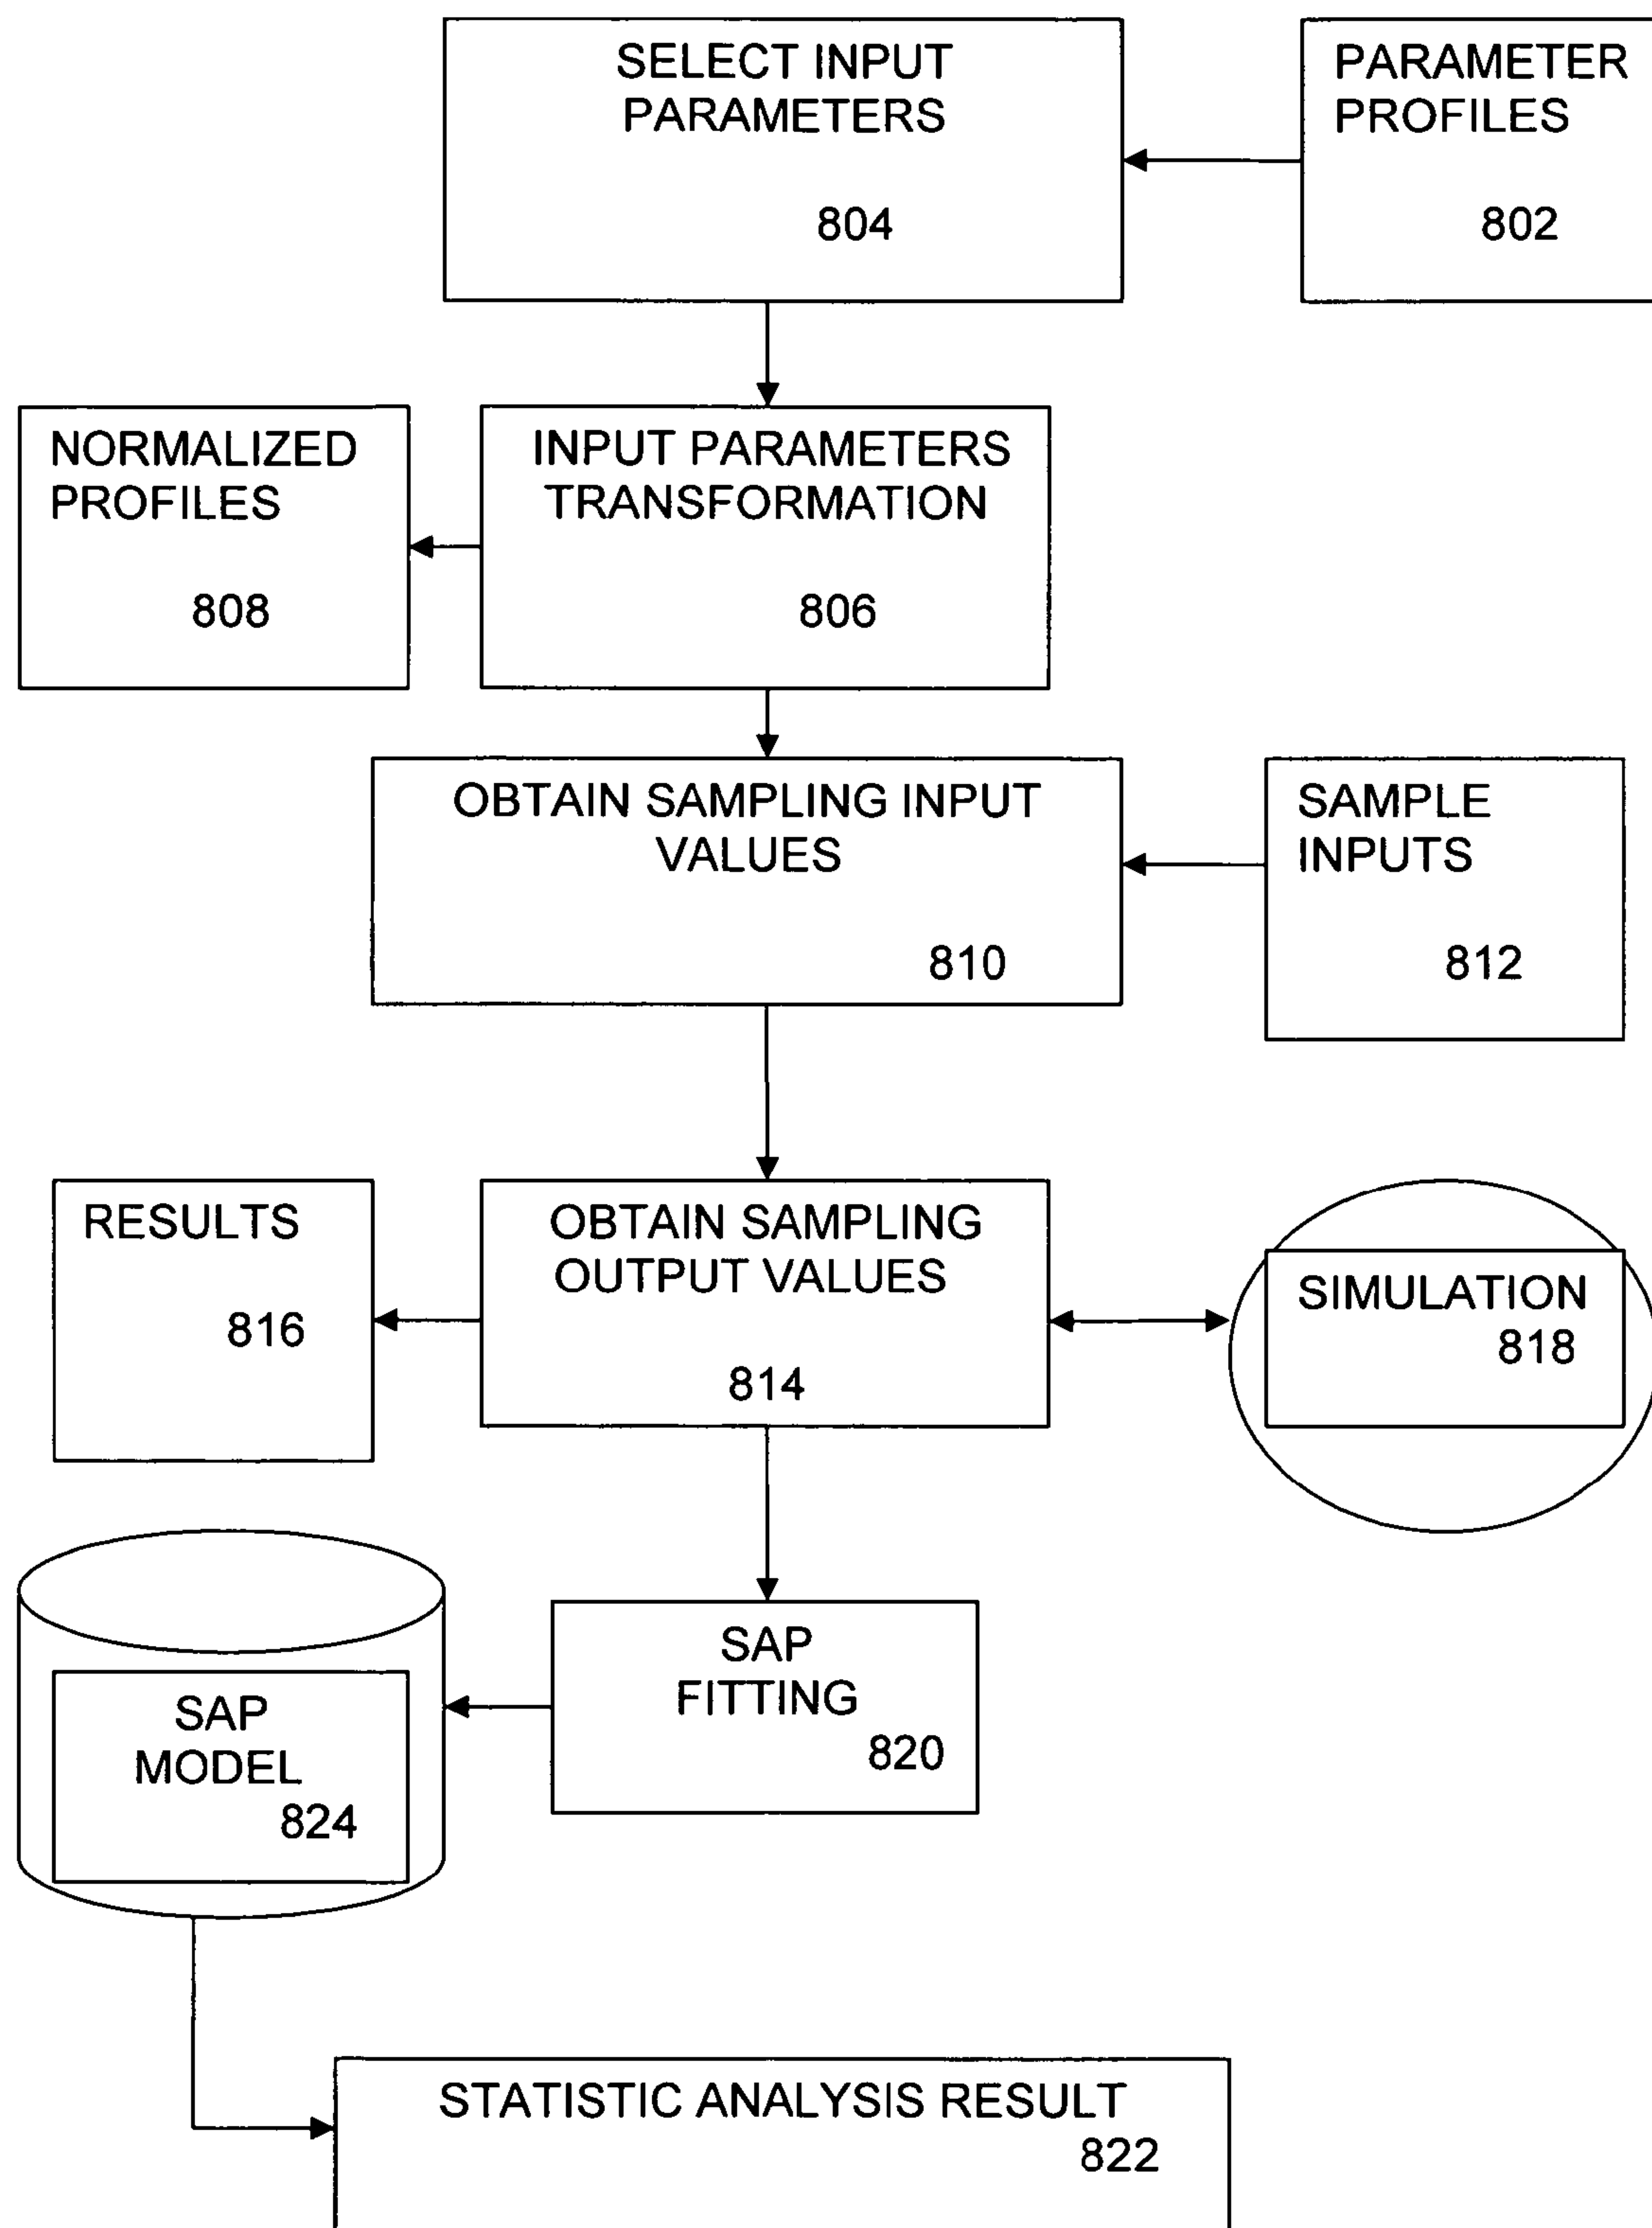 SELECT INPUT
PARAMETERS
804
PARAMETER
PROFILES
802
NORMALIZED
PROFILES
808
INPUT PARAMETERS
TRANSFORMATION
806
OBTAIN SAMPLING INPUT
VALUES
810
SAMPLE
INPUTS
812
RESULTS
816
OBTAIN SAMPLING
OUTPUT VALUES
814
SIMULATION
818
SAP
FITTING
820
SAP
MODEL
824
STATISTIC ANALYSIS RESULT
822